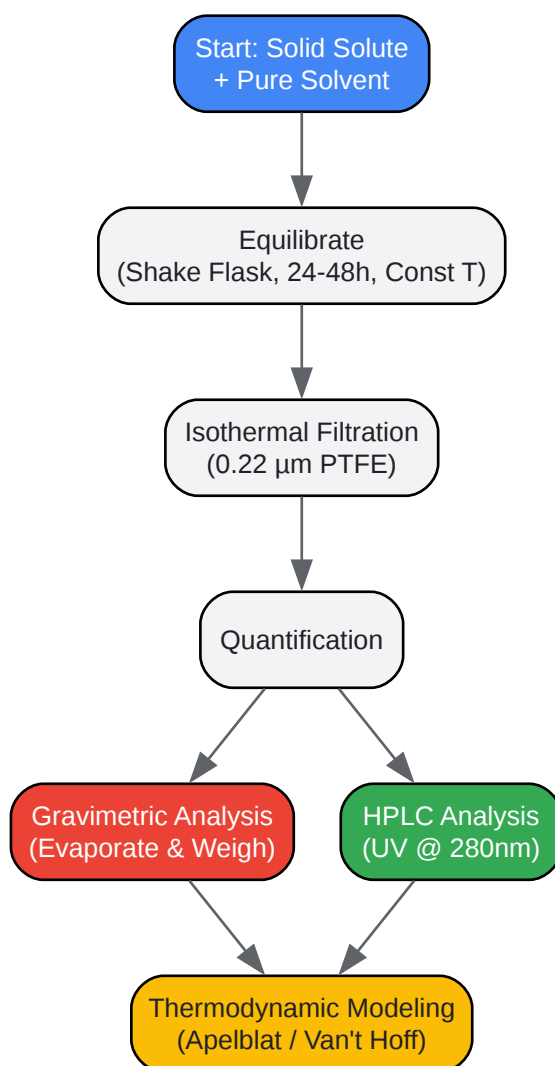 Start: Solid Solute
+ Pure Solvent
Equilibrate
(Shake Flask, 24-48h, Const T)
Isothermal Filtration
(0.22 µm PTFE)
Quantification
Gravimetric Analysis
(Evaporate & Weigh)
HPLC Analysis
(UV @ 280nm)
Thermodynamic Modeling
(Apelblat / Van't Hoff)